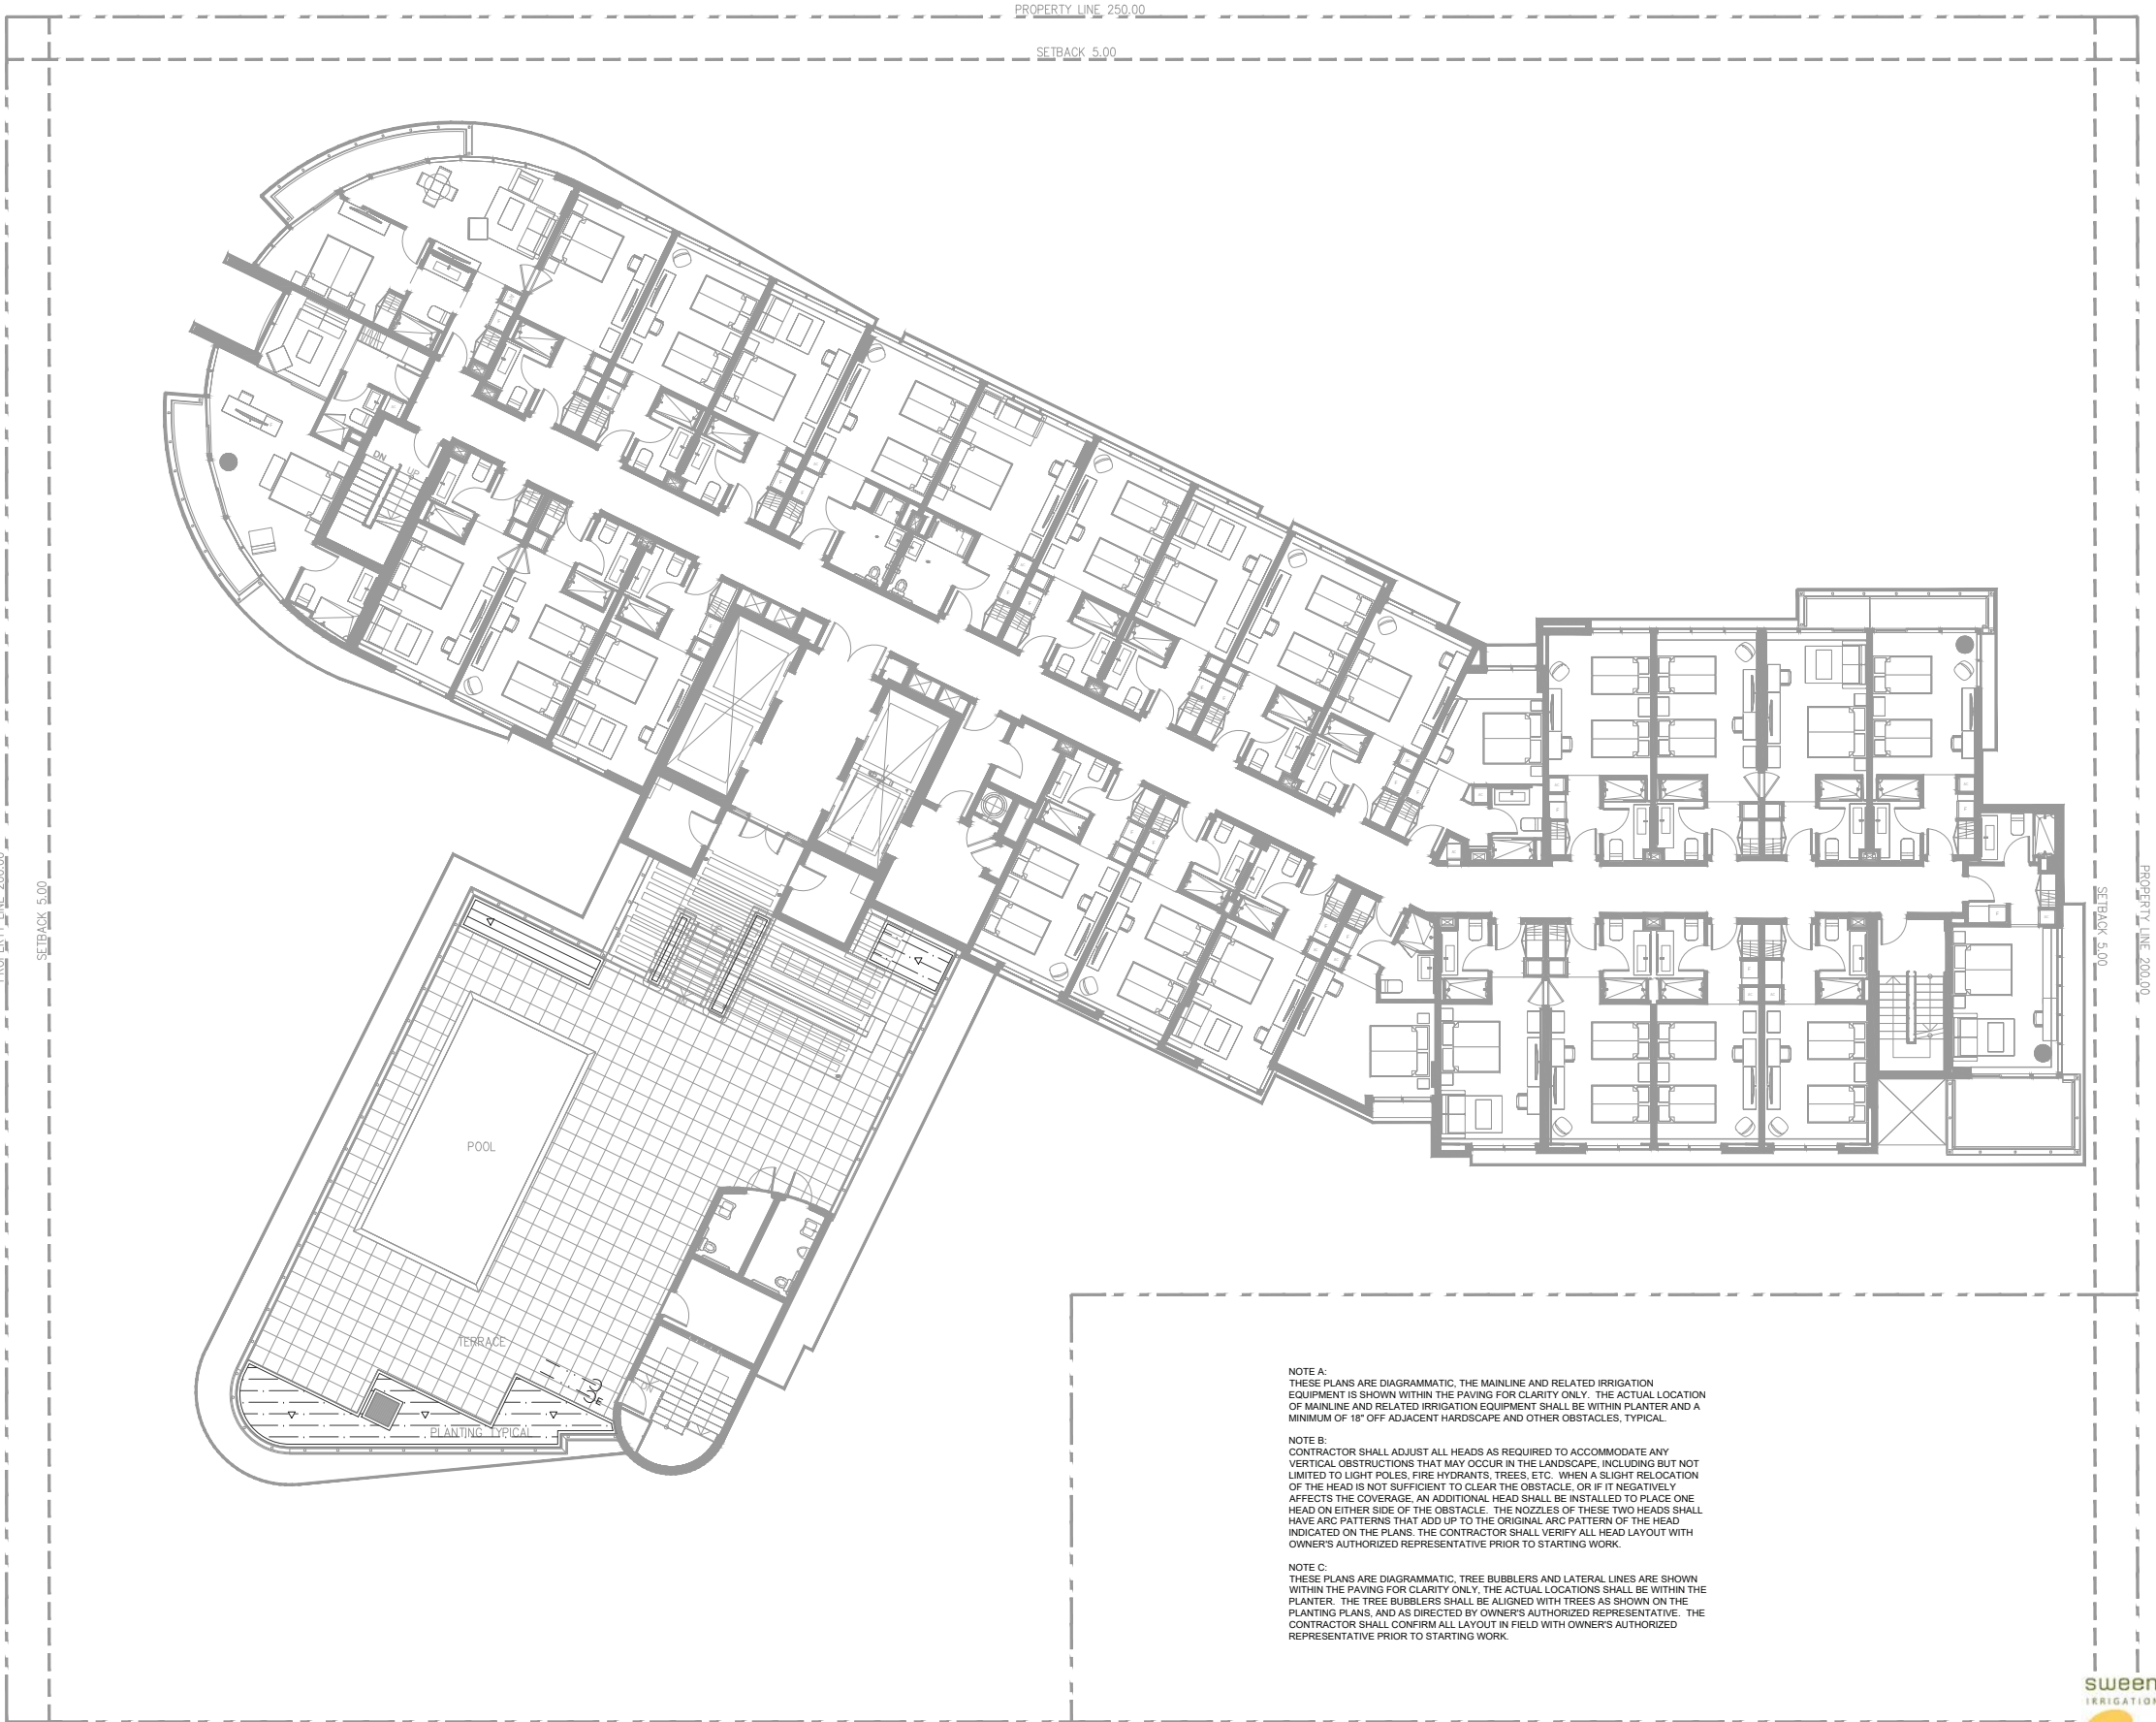 PROPERTY LINE 250.00
SETBACK 5.00
DN
UP
SETBACK 5.00
SETBACK 5.00
PROPERTY LINE 200.00
POOL
TERRACE
DN
E
PLANTING TYPICAL
NOTE A:
THESE PLANS ARE DIAGRAMMATIC, THE MAINLINE AND RELATED IRRIGATION
EQUIPMENT IS SHOWN WITHIN THE PAVING FOR CLARITY ONLY. THE ACTUAL LOCATION
OF MAINLINE AND RELATED IRRIGATION EQUIPMENT SHALL BE WITHIN PLANTER AND A
MINIMUM OF 18" OFF ADJACENT HARDSCAPE AND OTHER OBSTACLES, TYPICAL.
NOTE B:
CONTRACTOR SHALL ADJUST ALL HEADS AS REQUIRED TO ACCOMMODATE ANY
VERTICAL OBSTRUCTIONS THAT MAY OCCUR IN THE LANDSCAPE, INCLUDING BUT NOT
LIMITED TO LIGHT POLES, FIRE HYDRANTS, TREES, ETC. WHEN A SLIGHT RELOCATION
OF THE HEAD IS NOT SUFFICIENT TO CLEAR THE OBSTACLE, OR IF IT NEGATIVELY
AFFECTS THE COVERAGE, AN ADDITIONAL HEAD SHALL BE INSTALLED TO PLACE ONE
HEAD ON EITHER SIDE OF THE OBSTACLE. THE NOZZLES OF THESE TWO HEADS SHALL
HAVE ARC PATTERNS THAT ADD UP TO THE ORIGINAL ARC PATTERN OF THE HEAD
INDICATED ON THE PLANS. THE CONTRACTOR SHALL VERIFY ALL HEAD LAYOUT WITH
OWNER'S AUTHORIZED REPRESENTATIVE PRIOR TO STARTING WORK.
NOTE C:
THESE PLANS ARE DIAGRAMMATIC, TREE BUBBLERS AND LATERAL LINES ARE SHOWN
WITHIN THE PAVING FOR CLARITY ONLY, THE ACTUAL LOCATIONS SHALL BE WITHIN THE
PLANTER. THE TREE BUBBLERS SHALL BE ALIGNED WITH TREES AS SHOWN ON THE
PLANTING PLANS, AND AS DIRECTED BY OWNER'S AUTHORIZED REPRESENTATIVE. THE
CONTRACTOR SHALL CONFIRM ALL LAYOUT IN FIELD WITH OWNER'S AUTHORIZED
REPRESENTATIVE PRIOR TO STARTING WORK.
sween
IRRIGATION